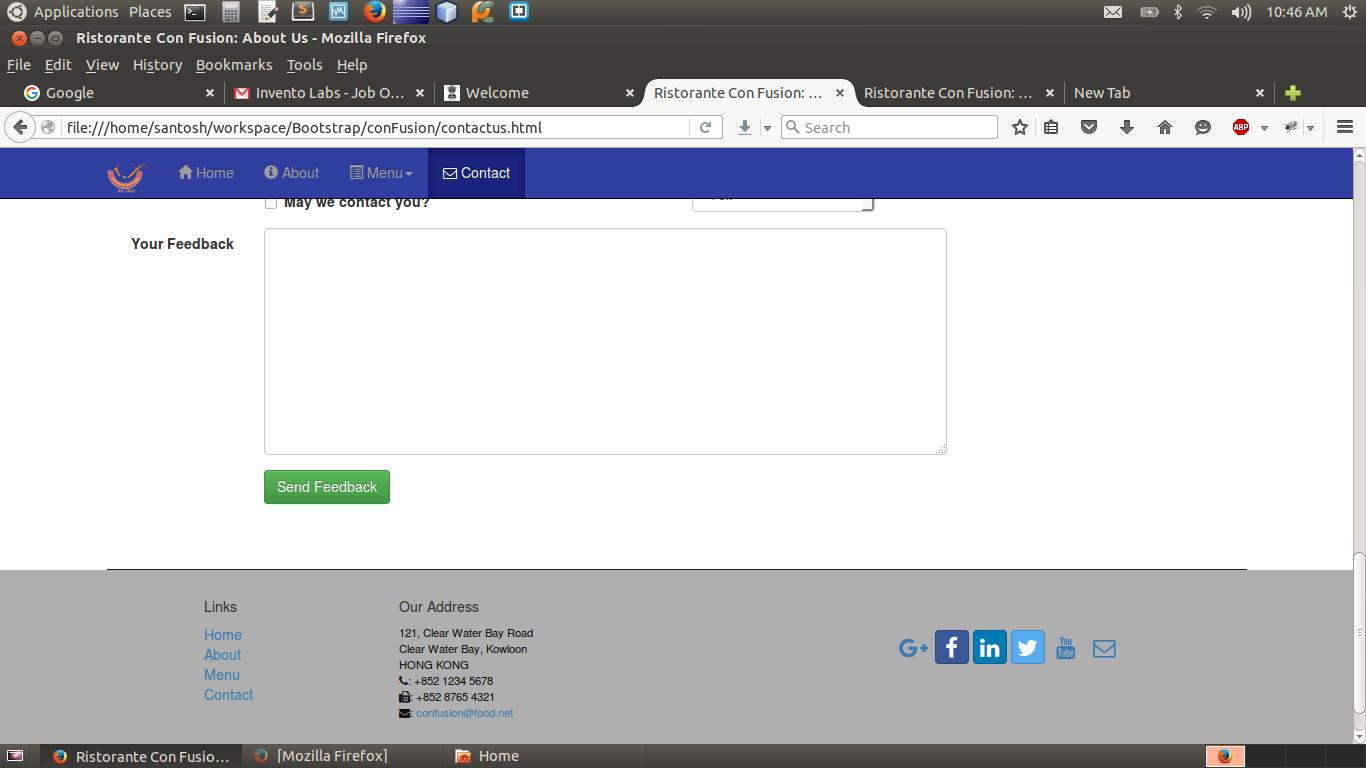 Applications Places 10:46 AM
Ristorante Con Fusion: About Us - Mozilla Firefox
File Edit View History Bookmarks Tools Help
Google Invento Labs - Job O... Welcome Ristorante Con Fusion: ... Ristorante Con Fusion: ... New Tab
file:///home/santosh/workspace/Bootstrap/conFusion/contactus.html Search ABP
Home About Menu Contact
May we contact you?
Your Feedback
Send Feedback
Links
Home
About
Menu
Contact
Our Address
121, Clear Water Bay Road
Clear Water Bay, Kowloon
HONG KONG
: +852 1234 5678
: +852 8765 4321
: confusion@food.net
G+ f in You Tube
Ristorante Con Fusio... [Mozilla Firefox] Home